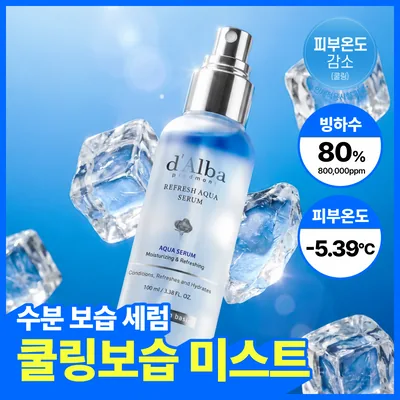 피부온도
감소
(쿨링)
빙하수
80%
800,000ppm
피부온도
-5.39℃
d'Alba
piedmont
REFRESH AQUA
SERUM
AQUA SERUM
Moisturizing & Refreshing
Conditions, Refreshes and Hydrates
100 ml / 3.38 FL. OZ.
수분 보습 세럼
쿨링보습 미스트